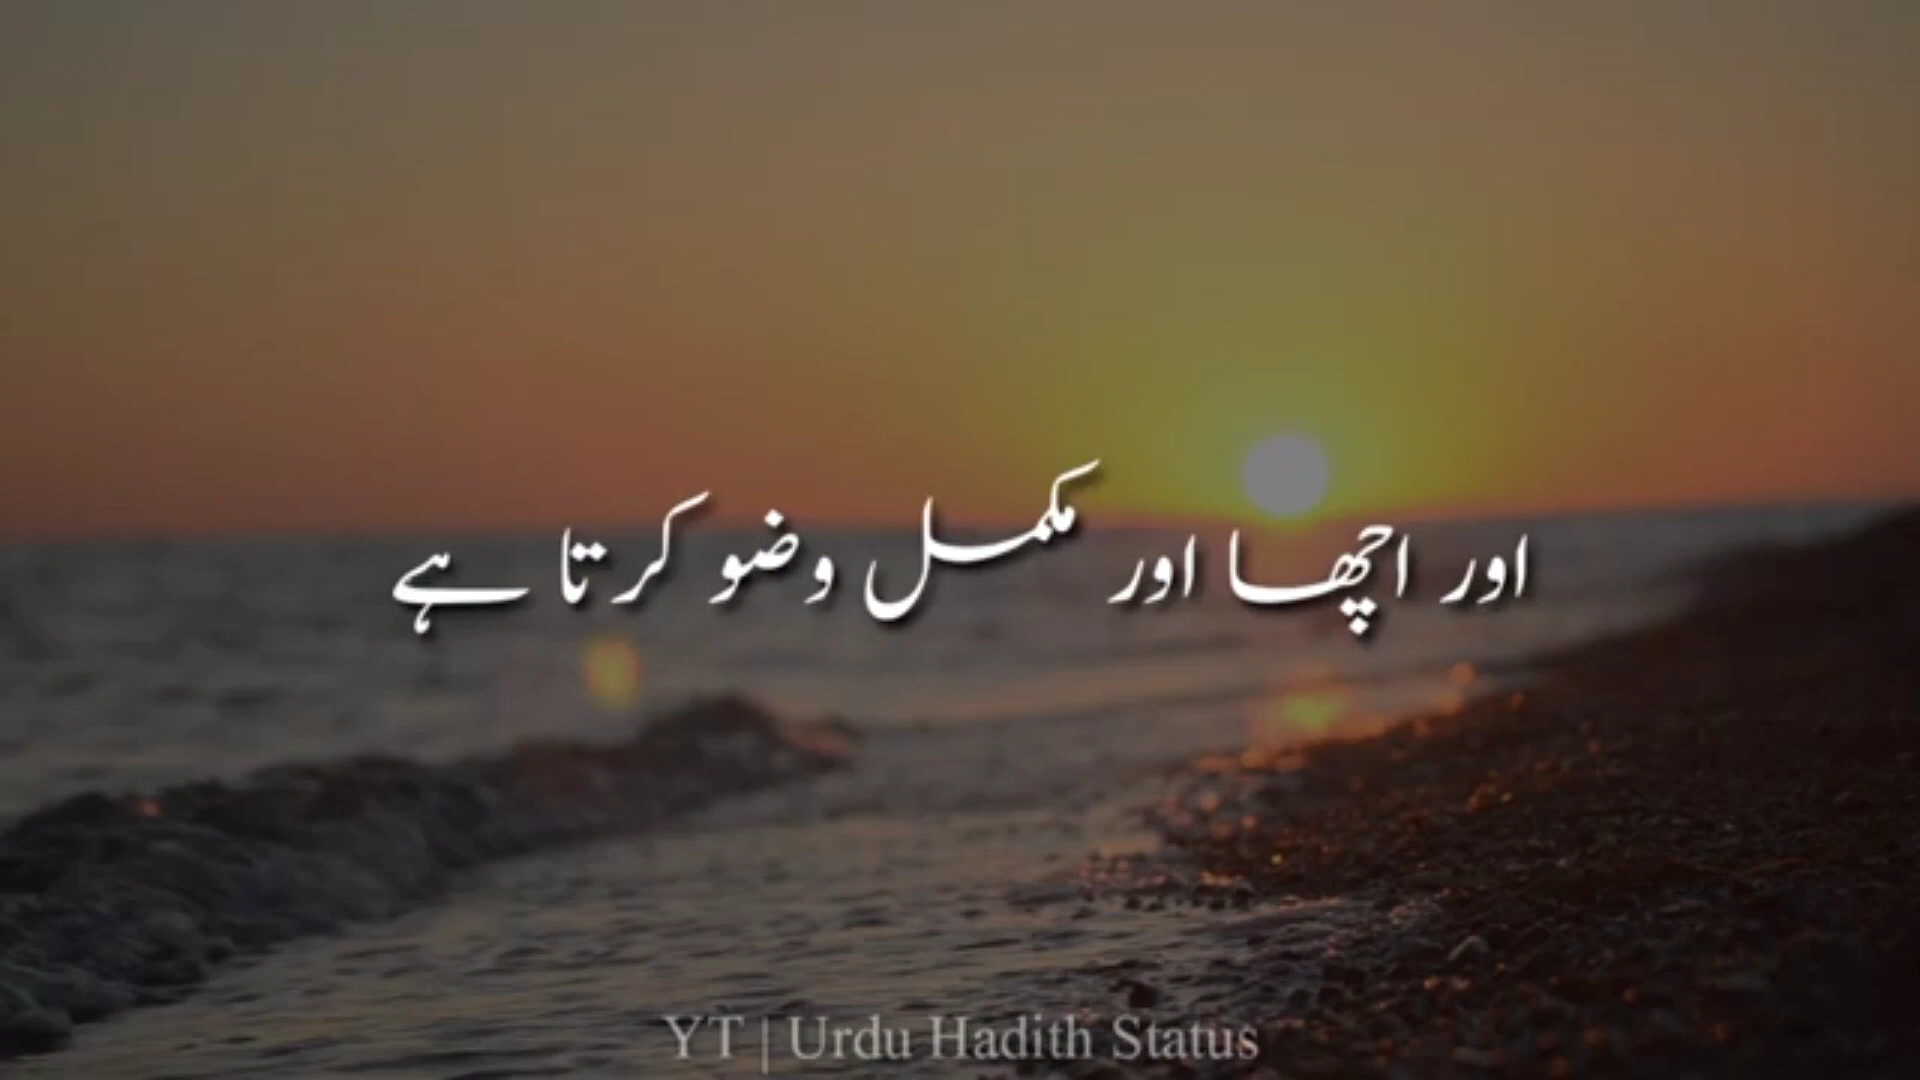 اور اچھا اور مکمل وضو کرتا ہے
YT | Urdu Hadith Status